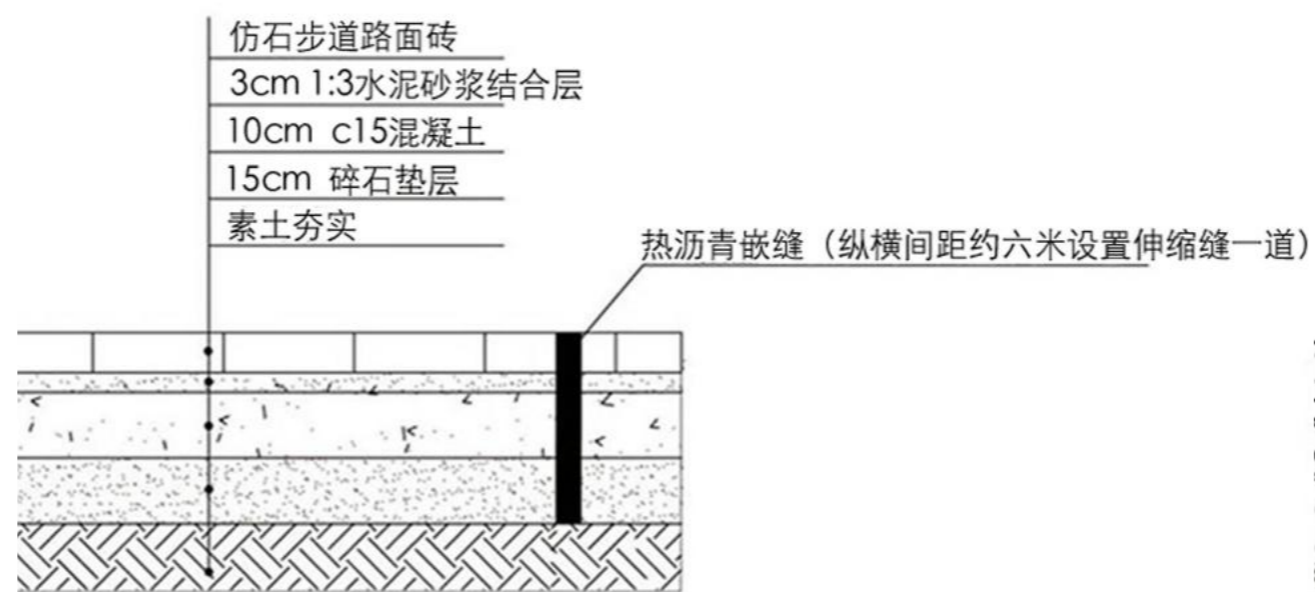 仿石步道路面砖
3cm 1:3水泥砂浆结合层
10cm c15混凝土
15cm 碎石垫层
素土夯实
热沥青嵌缝（纵横间距约六米设置伸缩缝一道）